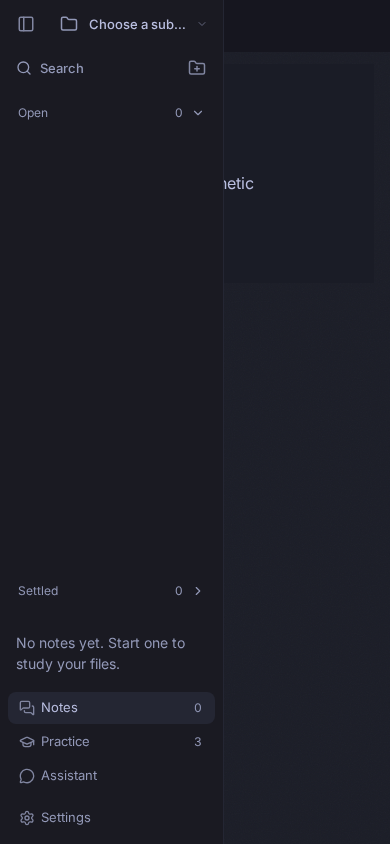 Choose a sub...
Search
Open 0
Settled 0
No notes yet. Start one to
study your files.
Notes 0
Practice 3
Assistant
Settings